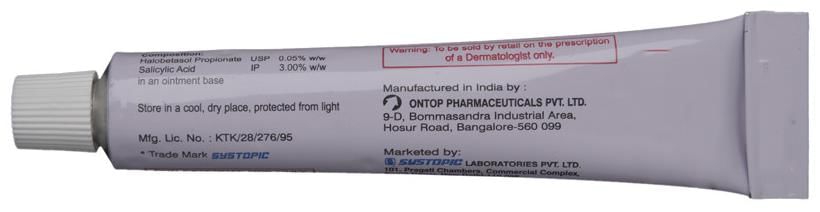 Composition:
Halobetasol Propionate USP 0.05% w/w
Salicylic Acid IP 3.00% w/w
in an ointment base
Store in a cool, dry place, protected from light
Mfg. Lic. No. : KTK/28/276/95
* Trade Mark SYSTOPIC
Warning: To be sold by retail on the prescription
of a Dermatologist only.
Manufactured in India by :
ONTOP PHARMACEUTICALS PVT. LTD.
9-D, Bommasandra Industrial Area,
Hosur Road, Bangalore-560 099
Marketed by:
SYSTOPIC LABORATORIES PVT. LTD.
101, Pragati Chambers, Commercial Complex,